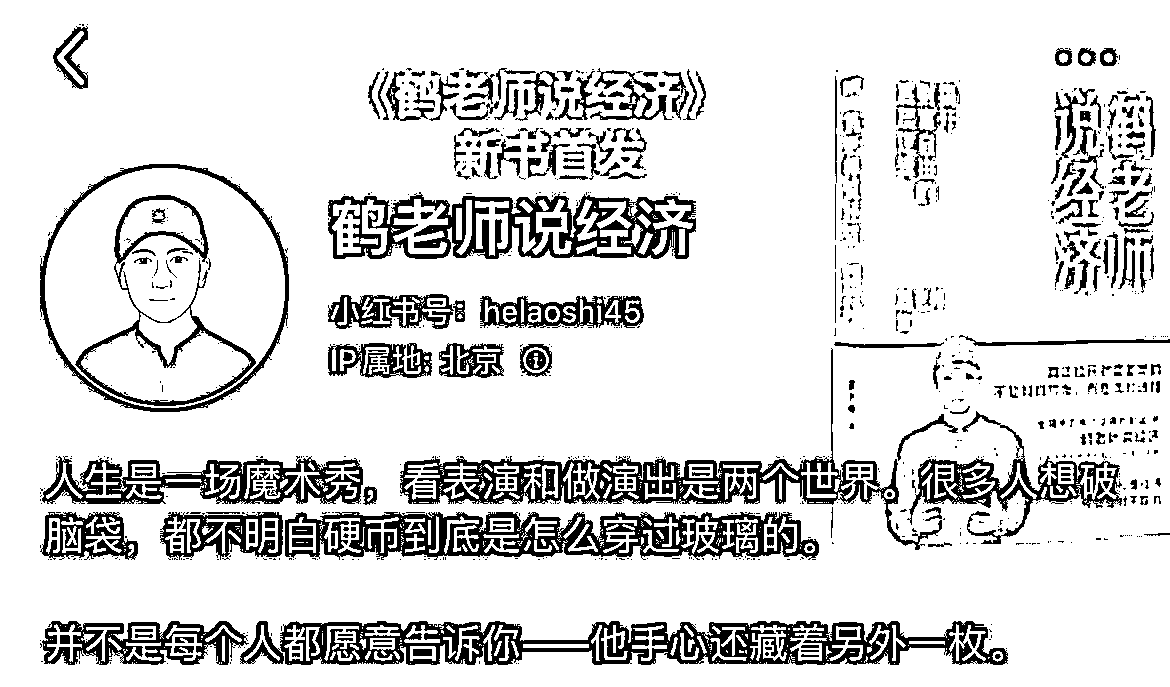 《鹤老师说经济》
新书首发
鹤老师说经济
小红书号：helaoshi45
IP属地：北京
鹤老师
说经济
人生是一场魔术秀，看表演和做演出是两个世界。很多人想破
脑袋，都不明白硬币到底是怎么穿过玻璃的。
并不是每个人都愿意告诉你——他手心还藏着另外一枚。